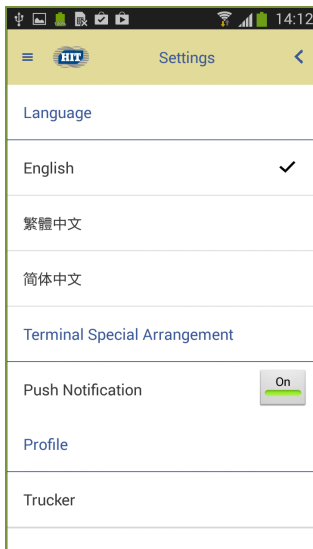 14:12
HIT
Settings
Language
English
繁體中文
简体中文
Terminal Special Arrangement
Push Notification
On
Profile
Trucker